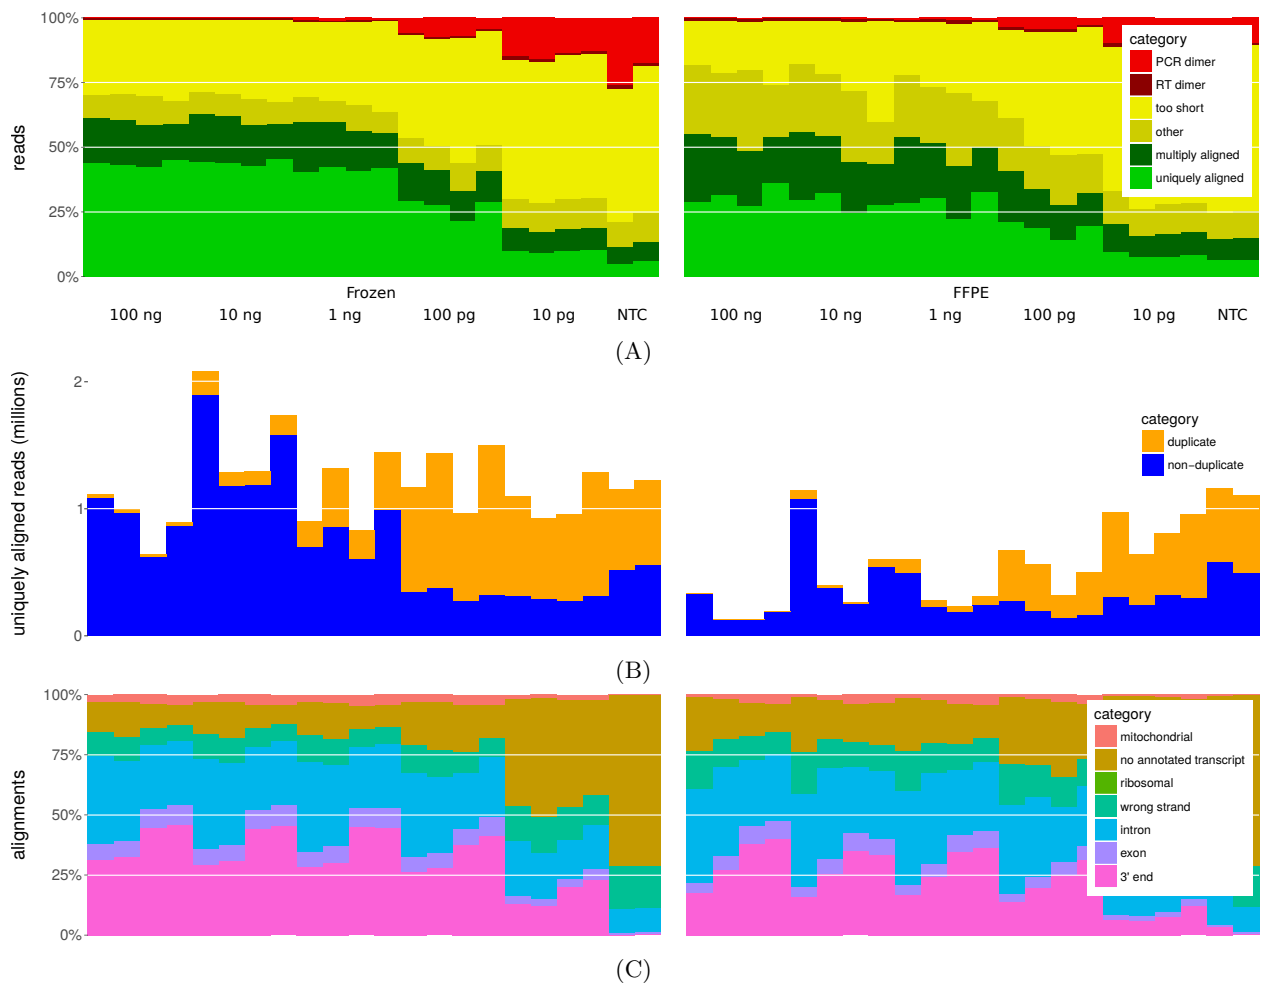 100%
75%
50%
25%
0%
reads
category
PCR dimer
RT dimer
too short
other
multiply aligned
uniquely aligned
Frozen
FFPE
100 ng
10 ng
1 ng
100 pg
10 pg
NTC
100 ng
10 ng
1 ng
100 pg
10 pg
NTC
(A)
2
1
0
uniquely aligned reads (millions)
category
duplicate
non−duplicate
(B)
100%
75%
50%
25%
0%
alignments
category
mitochondrial
no annotated transcript
ribosomal
wrong strand
intron
exon
3' end
(C)